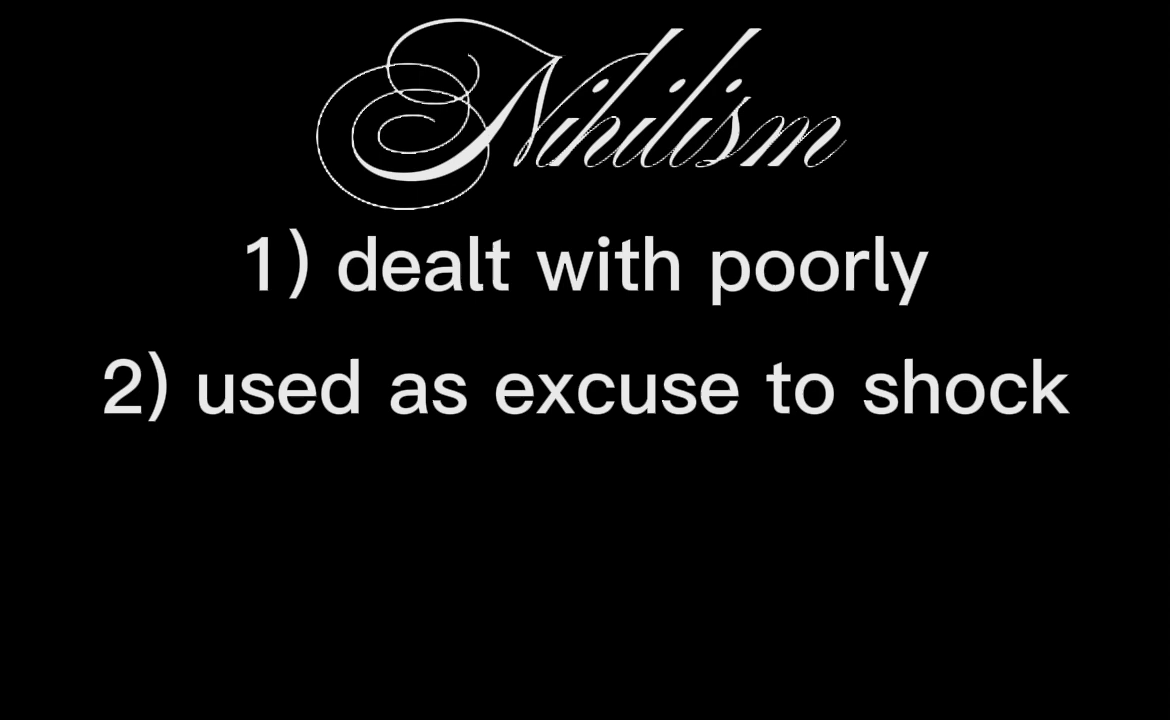 Nihilism
1) dealt with poorly
2) used as excuse to shock